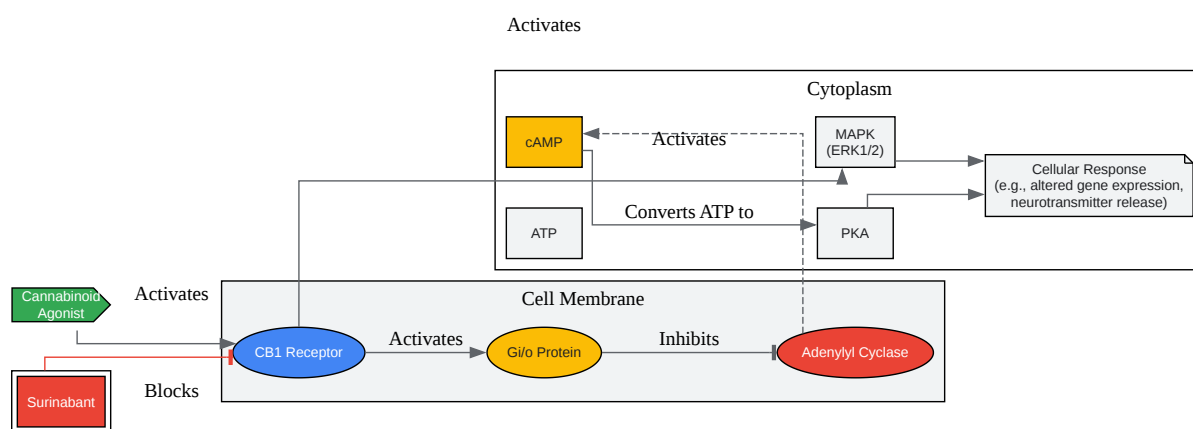 Activates
Cytoplasm
cAMP
Activates
MAPK
(ERK1/2)
Cellular Response
(e.g., altered gene expression,
neurotransmitter release)
ATP
Converts ATP to
PKA
Cannabinoid
Agonist
Activates
Cell Membrane
CB1 Receptor
Activates
Gi/o Protein
Inhibits
Adenylyl Cyclase
Surinabant
Blocks